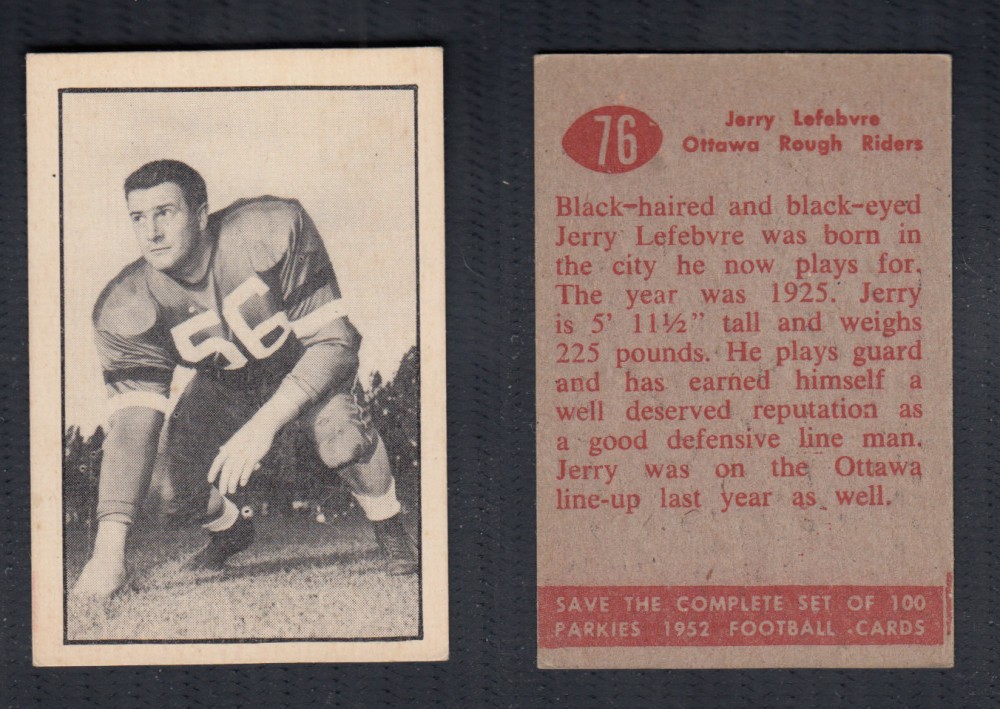 56
76
Jerry Lefebvre
Ottawa Rough Riders
Black-haired and black-eyed
Jerry Lefebvre was born in
the city he now plays for.
The year was 1925. Jerry
is 5' 11½" tall and weighs
225 pounds. He plays guard
and has earned himself a
well deserved reputation as
a good defensive line man.
Jerry was on the Ottawa
line-up last year as well.
SAVE THE COMPLETE SET OF 100
PARKIES 1952 FOOTBALL CARDS